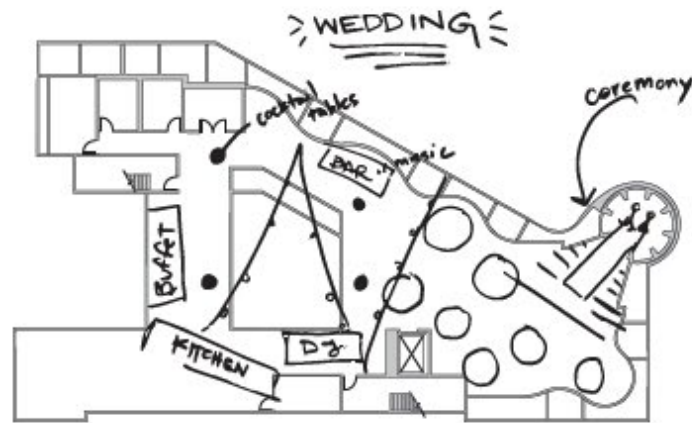 WEDDING
ceremony
cocktail
tables
BAR
music
Buffet
KITCHEN
DJ